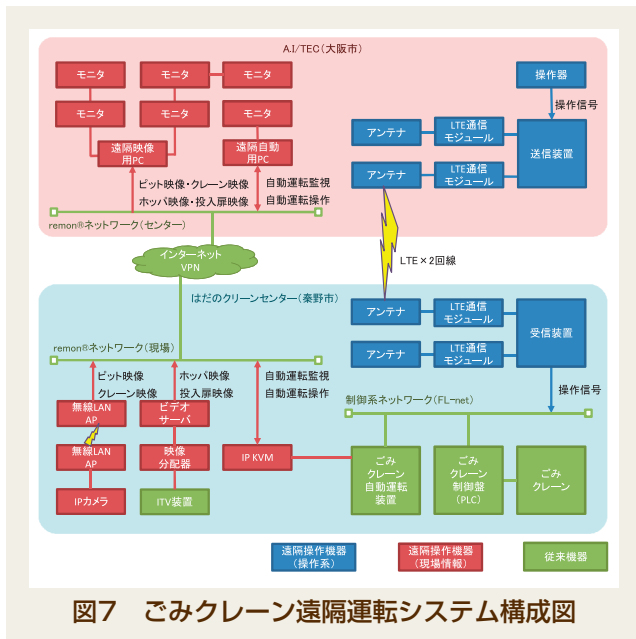 A.I/TEC(大阪市)
モニタ
モニタ
モニタ
モニタ
モニタ
モニタ
遠隔映像
用PC
遠隔自動
用PC
ピット映像・クレーン映像
ホッパ映像・投入扉映像
自動運転監視
自動運転操作
remon®ネットワーク(センター)
操作器
操作信号
アンテナ
LTE通信
モジュール
アンテナ
LTE通信
モジュール
送信装置
インターネット
VPN
LTE×2回線
はだのクリーンセンター(秦野市)
アンテナ
LTE通信
モジュール
アンテナ
LTE通信
モジュール
受信装置
操作信号
remon®ネットワーク(現場)
ピット映像
クレーン映像
ホッパ映像
投入扉映像
自動運転監視
自動運転操作
制御系ネットワーク(FL-net)
無線LAN
AP
ビデオ
サーバ
無線LAN
AP
映像
分配器
IP KVM
IPカメラ
ITV装置
ごみ
クレーン
自動運転
装置
ごみ
クレーン
制御盤
(PLC)
ごみ
クレーン
遠隔操作機器
(操作系)
遠隔操作機器
(現場情報)
従来機器
図7 ごみクレーン遠隔運転システム構成図